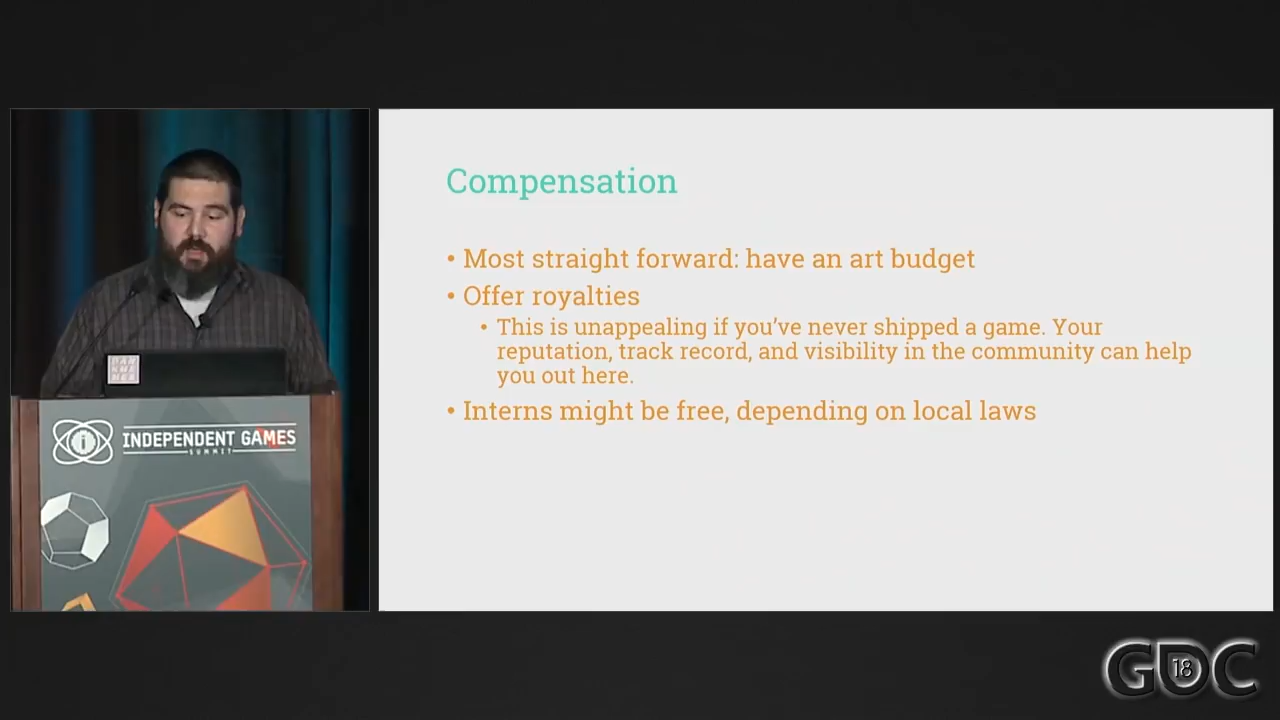 Compensation
• Most straight forward: have an art budget
• Offer royalties
• This is unappealing if you've never shipped a game. Your
reputation, track record, and visibility in the community can help
you out here.
• Interns might be free, depending on local laws
INDEPENDENT GAMES
SUMMIT
GDC
18